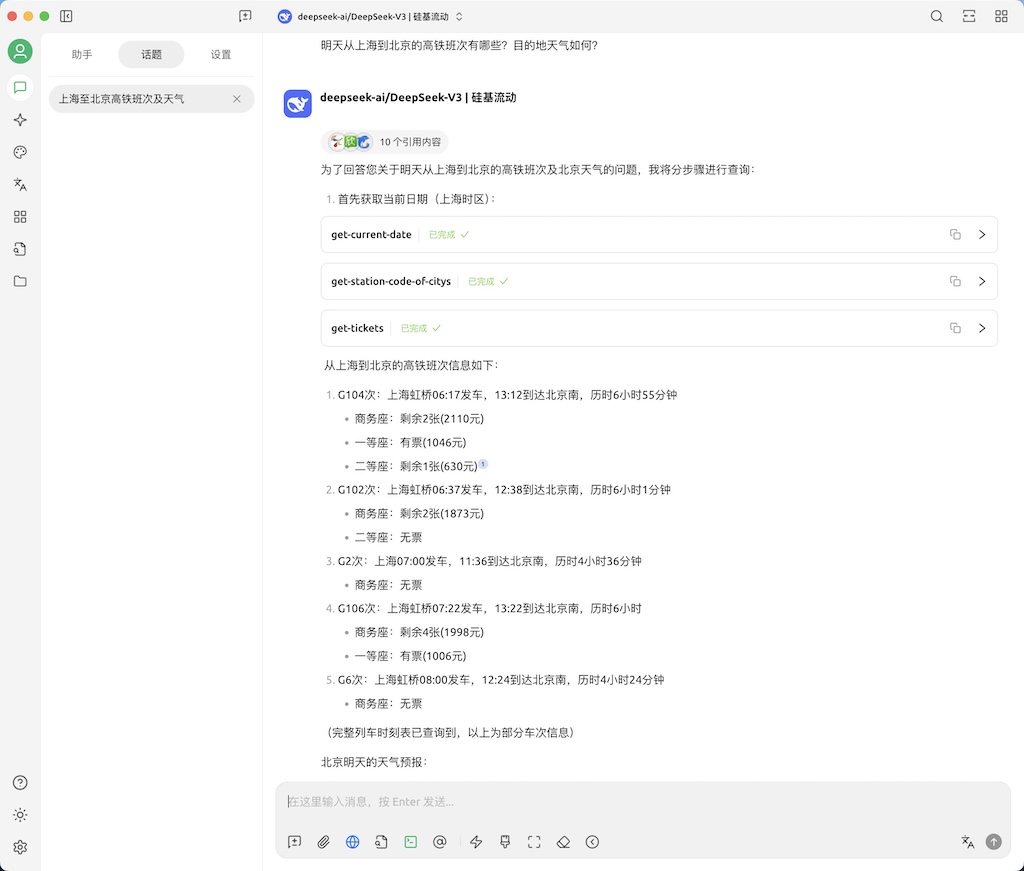 deepseek-ai/DeepSeek-V3 | 硅基流动
助手
话题
设置
上海至北京高铁班次及天气
明天从上海到北京的高铁班次有哪些？目的地天气如何？
deepseek-ai/DeepSeek-V3 | 硅基流动
欣
10 个引用内容
为了回答您关于明天从上海到北京的高铁班次及北京天气的问题，我将分步骤进行查询：
1. 首先获取当前日期（上海时区）：
get-current-date 已完成
get-station-code-of-citys 已完成
get-tickets 已完成
从上海到北京的高铁班次信息如下：
1. G104次：上海虹桥06:17发车，13:12到达北京南，历时6小时55分钟
• 商务座：剩余2张(2110元)
• 一等座：有票(1046元)
• 二等座：剩余1张(630元) 1
2. G102次：上海虹桥06:37发车，12:38到达北京南，历时6小时1分钟
• 商务座：剩余2张(1873元)
• 二等座：无票
3. G2次：上海07:00发车，11:36到达北京南，历时4小时36分钟
• 商务座：无票
4. G106次：上海虹桥07:22发车，13:22到达北京南，历时6小时
• 商务座：剩余4张(1998元)
• 一等座：有票(1006元)
5. G6次：上海虹桥08:00发车，12:24到达北京南，历时4小时24分钟
• 商务座：无票
（完整列车时刻表已查询到，以上为部分车次信息）
北京明天的天气预报：
在这里输入消息，按 Enter 发送...